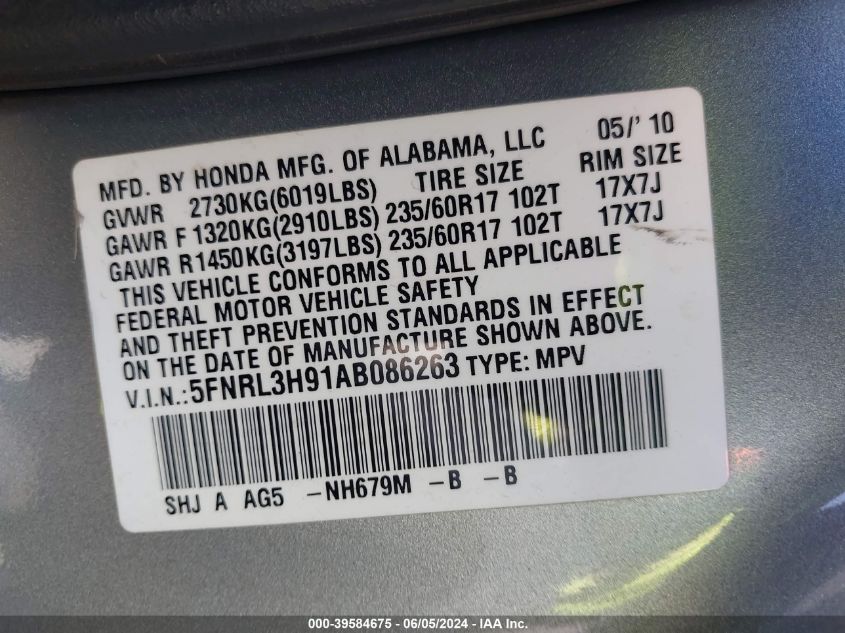 MFD. BY HONDA MFG. OF ALABAMA, LLC 05/' 10
GVWR 2730KG(6019LBS) TIRE SIZE RIM SIZE
GAWR F 1320KG(2910LBS) 235/60R17 102T 17X7J
GAWR R1450KG(3197LBS) 235/60R17 102T 17X7J
THIS VEHICLE CONFORMS TO ALL APPLICABLE
FEDERAL MOTOR VEHICLE SAFETY
AND THEFT PREVENTION STANDARDS IN EFFECT
ON THE DATE OF MANUFACTURE SHOWN ABOVE.
V.I.N.:5FNRL3H91AB086263 TYPE: MPV
SHJ A AG5 -NH679M -B -B
000-39584675 - 06/05/2024 - IAA Inc.